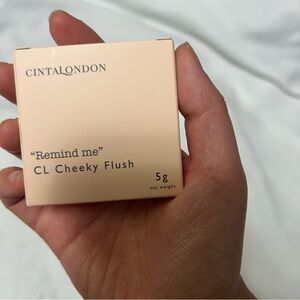 CINTALONDON
"Remind me"
CL Cheeky Flush
5g
net weight